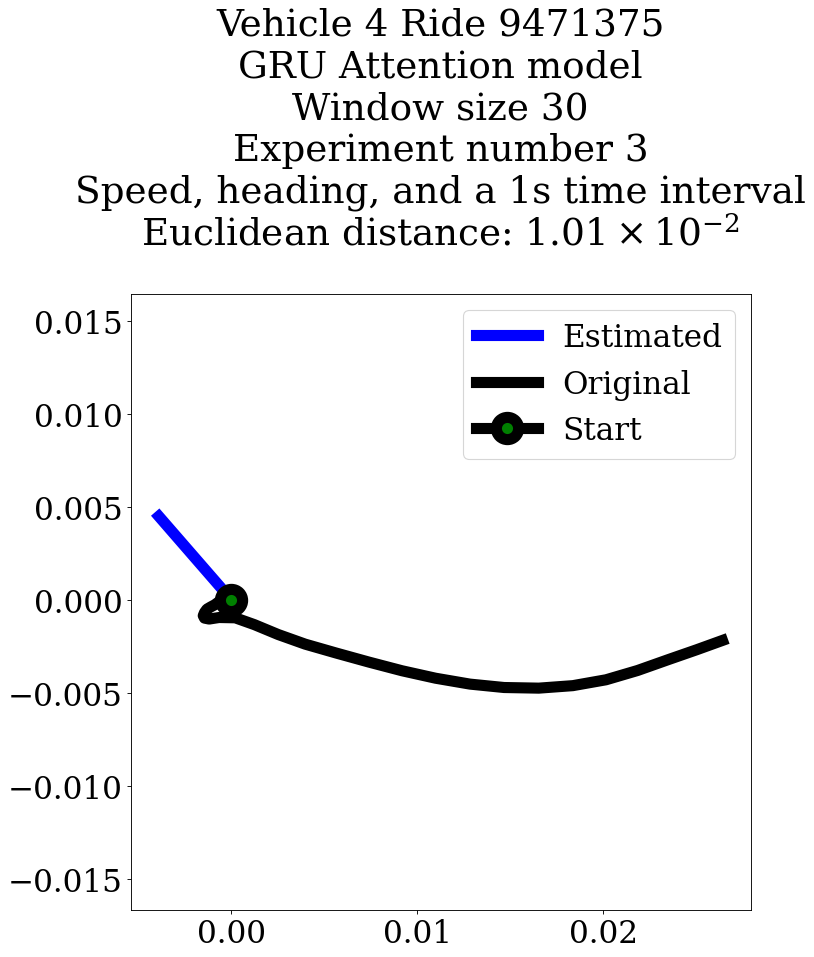 Vehicle 4 Ride 9471375
GRU Attention model
Window size 30
Experiment number 3
Speed, heading, and a 1s time interval
Euclidean distance: 1.01 × 10⁻²
Estimated
Original
Start
0.015
0.010
0.005
0.000
−0.005
−0.010
−0.015
0.00 0.01 0.02